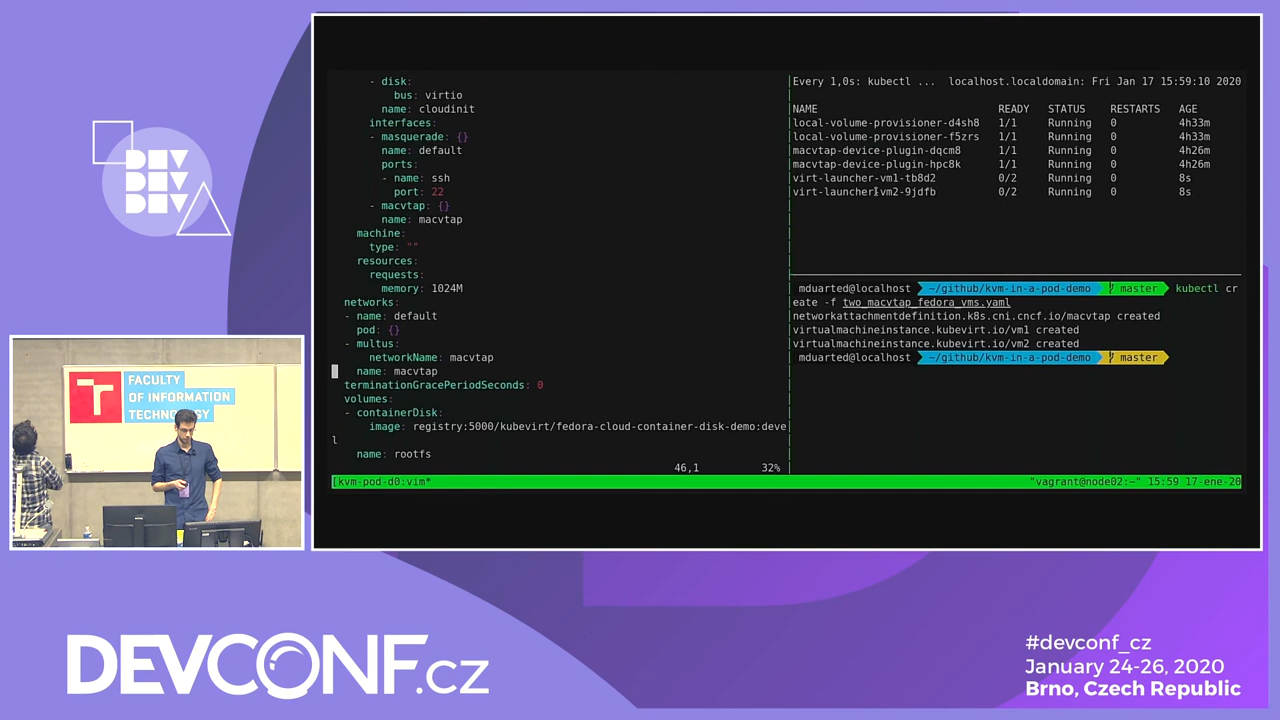 - disk:
bus: virtio
name: cloudinit
interfaces:
- masquerade: {}
name: default
ports:
- name: ssh
port: 22
- macvtap: {}
name: macvtap
machine:
type: ""
resources:
requests:
memory: 1024M
networks:
- name: default
pod: {}
- multus:
networkName: macvtap
name: macvtap
terminationGracePeriodSeconds: 0
volumes:
- containerDisk:
image: registry:5000/kubevirt/fedora-cloud-container-disk-demo:deve
l
name: rootfs
46,1 32%
Every 1,0s: kubectl ... localhost.localdomain: Fri Jan 17 15:59:10 2020
NAME READY STATUS RESTARTS AGE
local-volume-provisioner-d4sh8 1/1 Running 0 4h33m
local-volume-provisioner-f5zrs 1/1 Running 0 4h33m
macvtap-device-plugin-dqcm8 1/1 Running 0 4h26m
macvtap-device-plugin-hpc8k 1/1 Running 0 4h26m
virt-launcher-vm1-tb8d2 0/2 Running 0 8s
virt-launcher-vm2-9jdfb 0/2 Running 0 8s
mduarted@localhost ~/github/kvm-in-a-pod-demo master kubectl cr
eate -f two_macvtap_fedora_vms.yaml
networkattachmentdefinition.k8s.cni.cncf.io/macvtap created
virtualmachineinstance.kubevirt.io/vm1 created
virtualmachineinstance.kubevirt.io/vm2 created
mduarted@localhost ~/github/kvm-in-a-pod-demo master
[kvm-pod-d0:vim* "vagrant@node02:~" 15:59 17-ene-20
DEV
DEV
DEV
T FACULTY
OF INFORMATION
TECHNOLOGY
DEVCONF.cz
#devconf_cz
January 24-26, 2020
Brno, Czech Republic